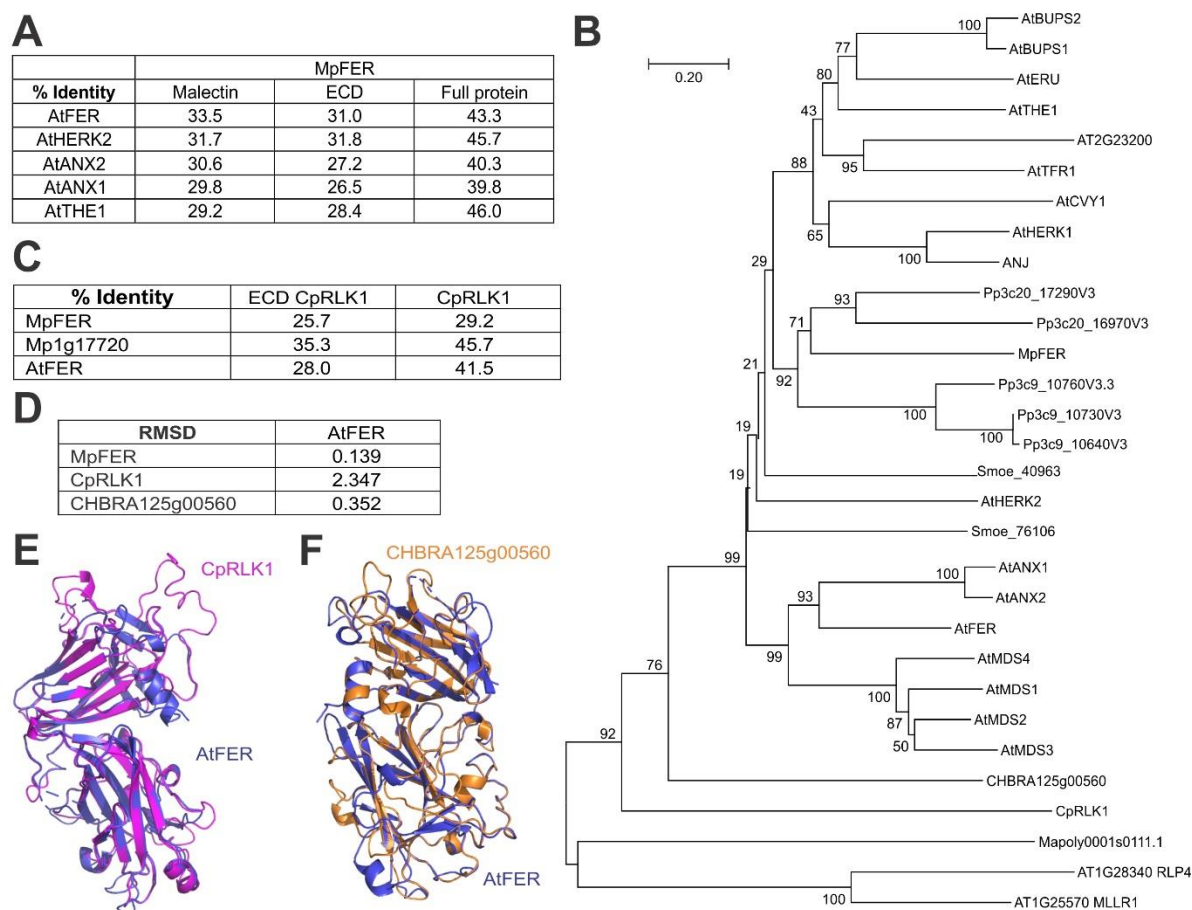 A
MpFER
% Identity Malectin ECD Full protein
AtFER 33.5 31.0 43.3
AtHERK2 31.7 31.8 45.7
AtANX2 30.6 27.2 40.3
AtANX1 29.8 26.5 39.8
AtTHE1 29.2 28.4 46.0
C
% Identity ECD CpRLK1 CpRLK1
MpFER 25.7 29.2
Mp1g17720 35.3 45.7
AtFER 28.0 41.5
D
RMSD AtFER
MpFER 0.139
CpRLK1 2.347
CHBRA125g00560 0.352
E
CpRLK1
AtFER
F
CHBRA125g00560
AtFER
B
0.20
100
AtBUPS2
AtBUPS1
77
AtERU
80
AtTHE1
43
AT2G23200
95
AtTFR1
88
AtCVY1
65
AtHERK1
100
ANJ
29
Pp3c20_17290V3
93
Pp3c20_16970V3
71
MpFER
92
Pp3c9_10760V3.3
100
Pp3c9_10730V3
100
Pp3c9_10640V3
21
Smoe_40963
19
AtHERK2
19
Smoe_76106
99
AtANX1
100
AtANX2
93
AtFER
99
AtMDS4
100
AtMDS1
87
AtMDS2
50
AtMDS3
76
CHBRA125g00560
92
CpRLK1
Mapoly0001s0111.1
AT1G28340 RLP4
100
AT1G25570 MLLR1